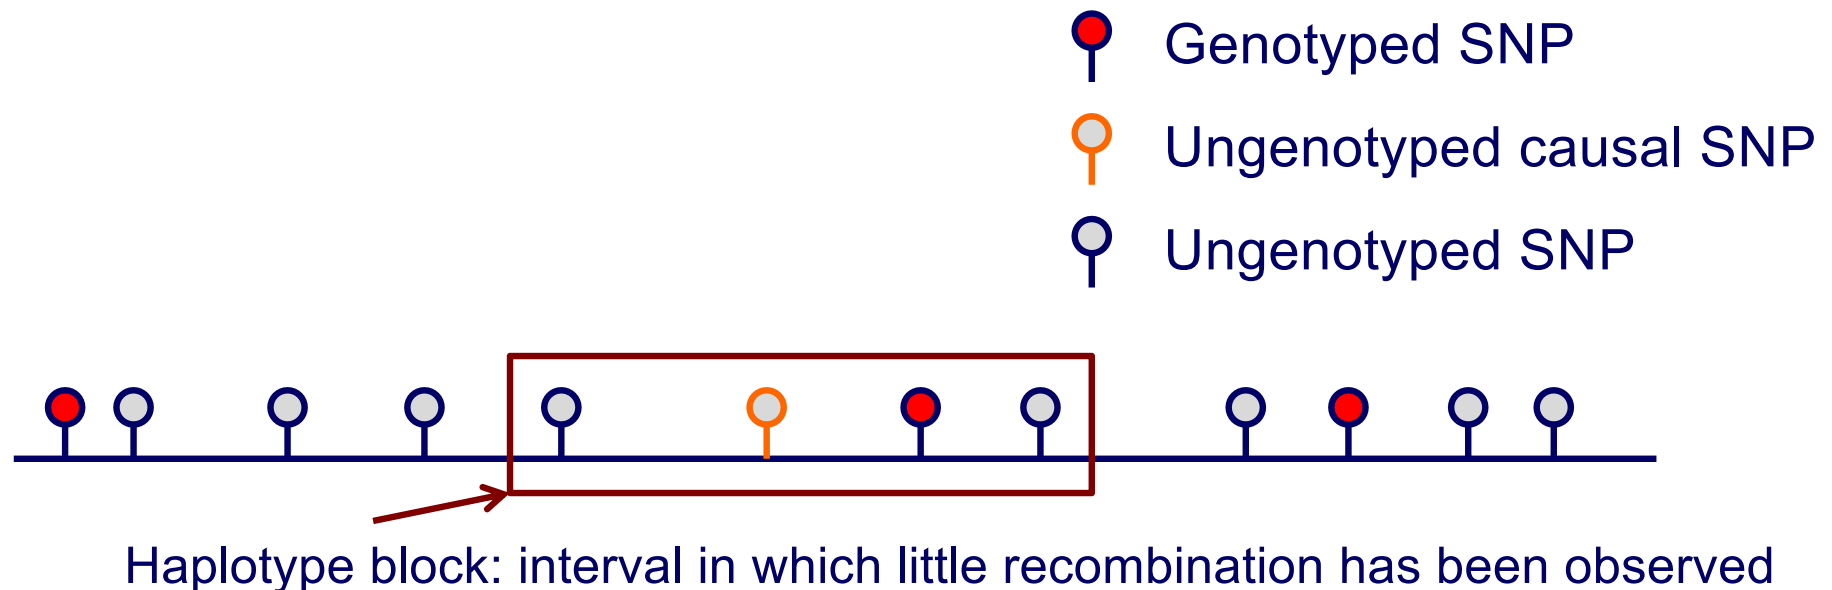 Genotyped SNP
Ungenotyped causal SNP
Ungenotyped SNP
Haplotype block: interval in which little recombination has been observed